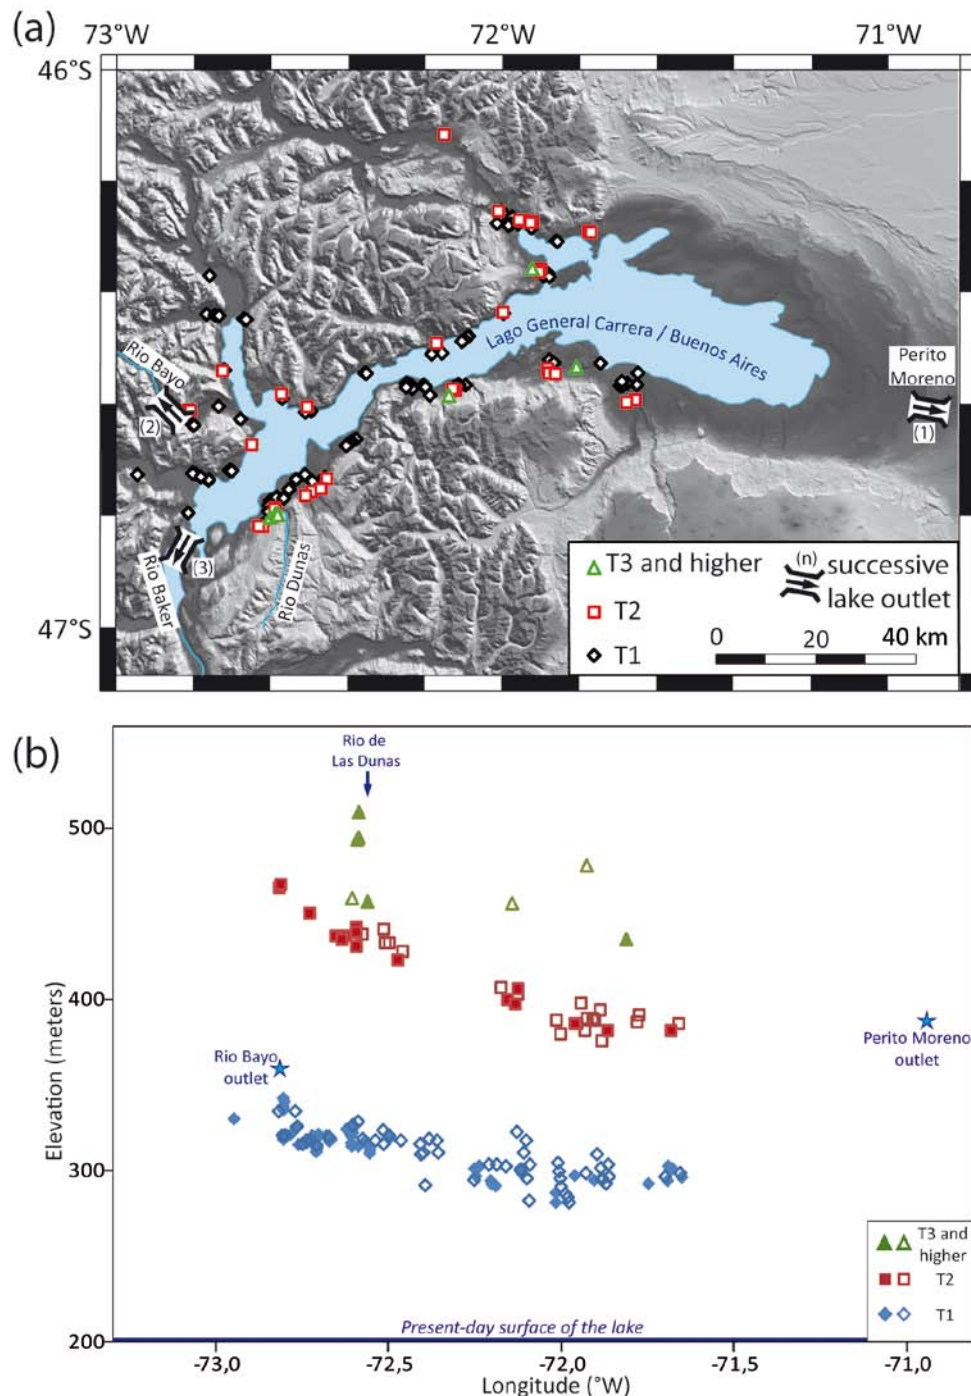 (a)
73°W
72°W
71°W
46°S
Lago General Carrera / Buenos Aires
Rio Bayo
(2)
Perito
Moreno
(1)
Rio Baker
(3)
Rio Dunas
47°S
T3 and higher
T2
T1
(n)
successive
lake outlet
0 20 40 km
(b)
Rio de
Las Dunas
500
400
300
200
Elevation (meters)
Rio Bayo
outlet
Perito Moreno
outlet
T3 and
higher
T2
T1
Present-day surface of the lake
-73,0 -72,5 -72,0 -71,5 -71,0
Longitude (°W)